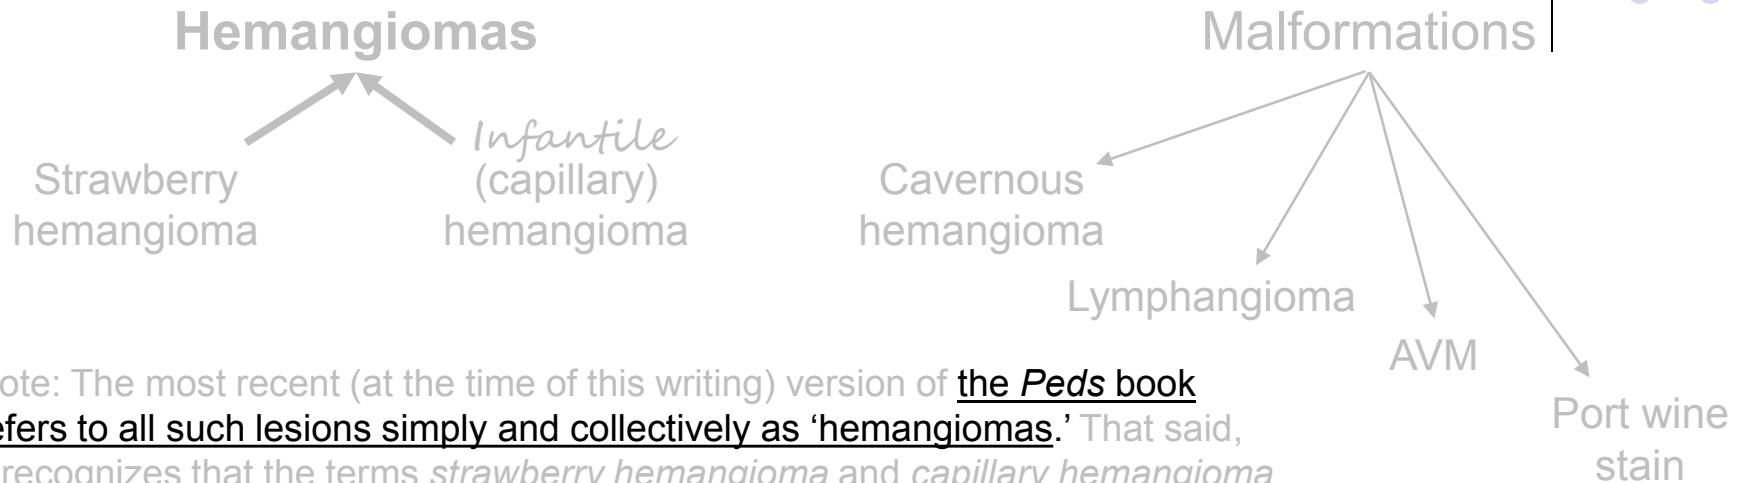 Hemangiomas
Malformations
Strawberry
hemangioma
Infantile
(capillary)
hemangioma
Cavernous
hemangioma
Lymphangioma
AVM
Port wine
stain
ote: The most recent (at the time of this writing) version of the Peds book
efers to all such lesions simply and collectively as ‘hemangiomas.’ That said,
recognizes that the terms strawberry hemangioma and capillary hemangioma